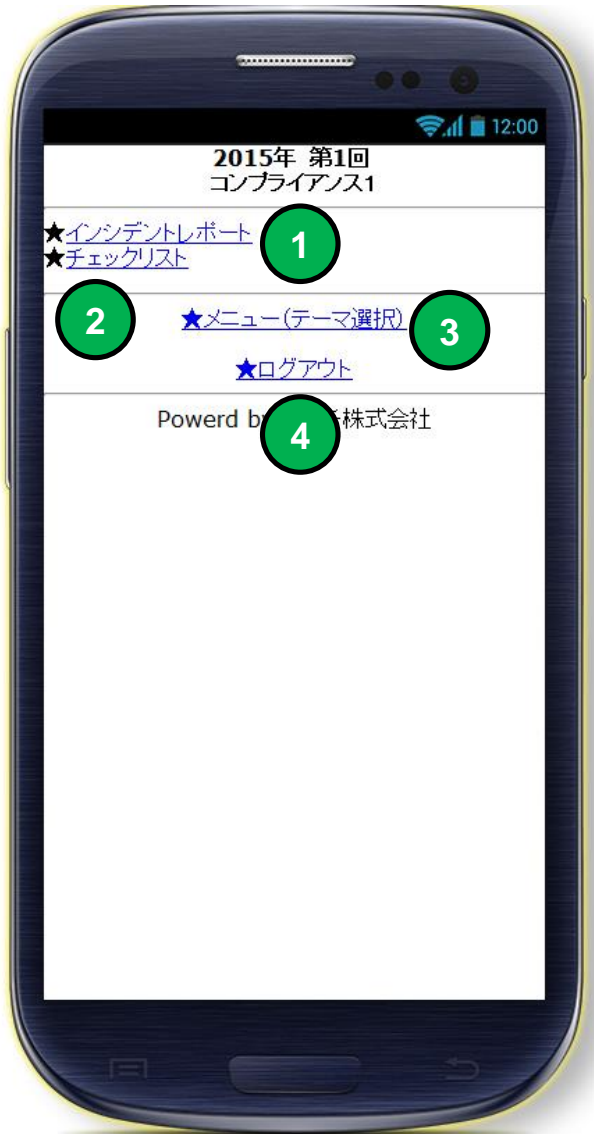 12:00
2015年 第1回
コンプライアンス1
★インシデントレポート
1
★チェックリスト
2
★メニュー(テーマ選択)
3
★ログアウト
Powerd b 株式会社
4